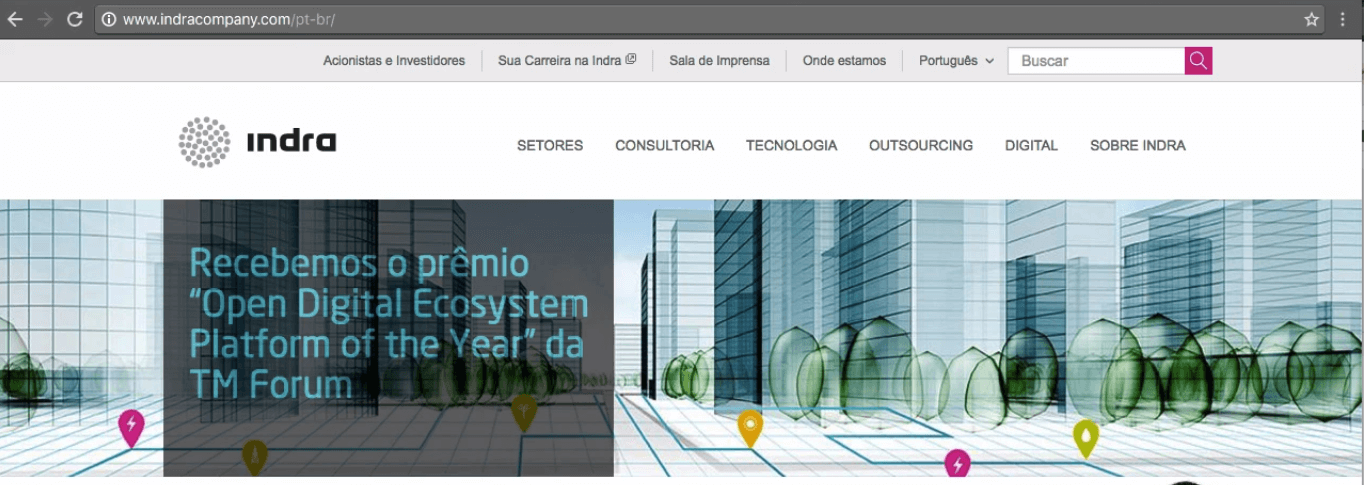 www.indracompany.com/pt-br/
Acionistas e Investidores Sua Carreira na Indra Sala de Imprensa Onde estamos Português Buscar
indra SETORES CONSULTORIA TECNOLOGIA OUTSOURCING DIGITAL SOBRE INDRA
Recebemos o prêmio
“Open Digital Ecosystem
Platform of the Year” da
TM Forum